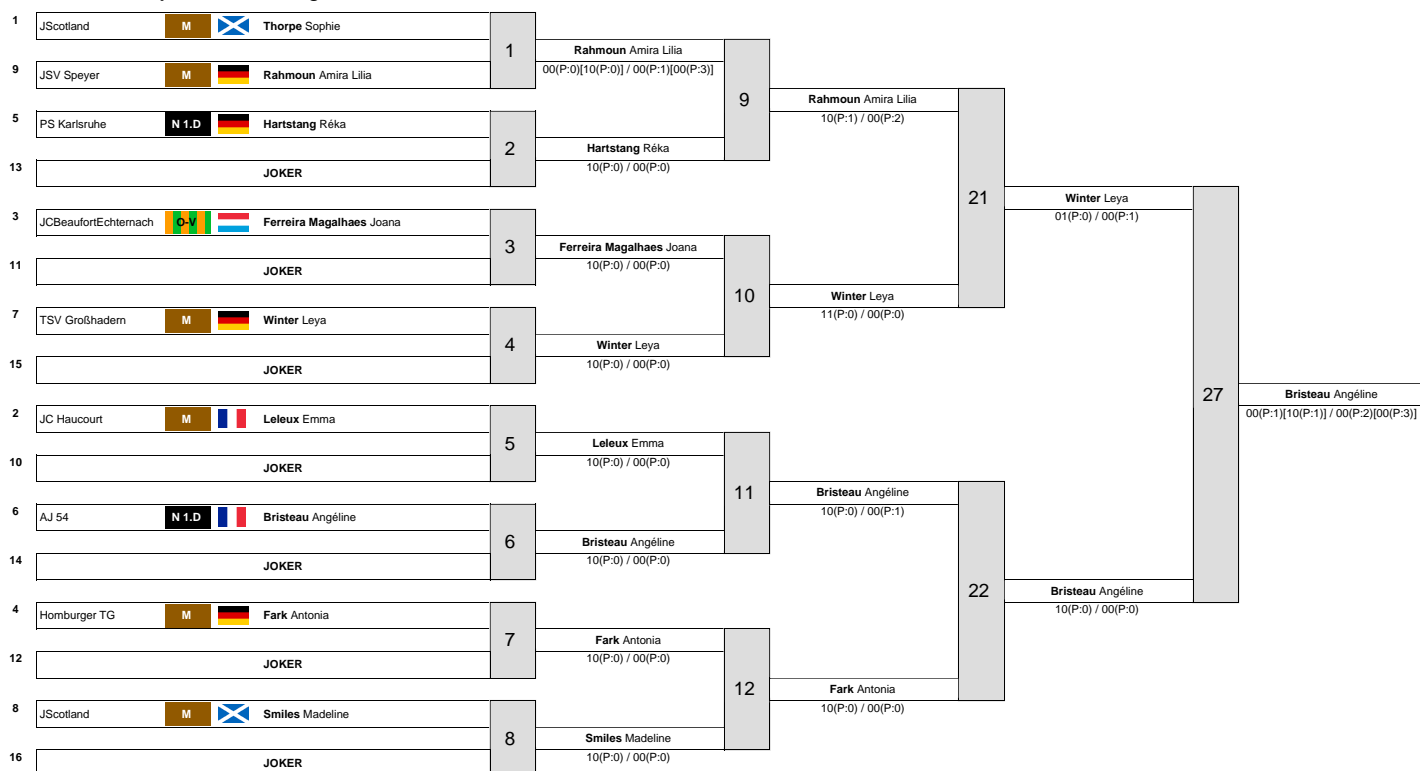 1 JScotland M Thorpe Sophie
1
Rahmoun Amira Lilia
00(P:0)[10(P:0)] / 00(P:1)[00(P:3)]
9 JSV Speyer M Rahmoun Amira Lilia
9
Rahmoun Amira Lilia
10(P:1) / 00(P:2)
5 PS Karlsruhe N 1.D Hartstang Réka
2
Hartstang Réka
10(P:0) / 00(P:0)
13 JOKER
21
Winter Leya
01(P:0) / 00(P:1)
3 JCBeaufortEchternach O-V Ferreira Magalhaes Joana
3
Ferreira Magalhaes Joana
10(P:0) / 00(P:0)
11 JOKER
10
Winter Leya
11(P:0) / 00(P:0)
7 TSV Großhadern M Winter Leya
4
Winter Leya
10(P:0) / 00(P:0)
15 JOKER
27
Bristeau Angéline
00(P:1)[10(P:1)] / 00(P:2)[00(P:3)]
2 JC Haucourt M Leleux Emma
5
Leleux Emma
10(P:0) / 00(P:0)
10 JOKER
11
Bristeau Angéline
10(P:0) / 00(P:1)
6 AJ 54 N 1.D Bristeau Angéline
6
Bristeau Angéline
10(P:0) / 00(P:0)
14 JOKER
22
Bristeau Angéline
10(P:0) / 00(P:0)
4 Homburger TG M Fark Antonia
7
Fark Antonia
10(P:0) / 00(P:0)
12 JOKER
12
Fark Antonia
10(P:0) / 00(P:0)
8 JScotland M Smiles Madeline
8
Smiles Madeline
10(P:0) / 00(P:0)
16 JOKER